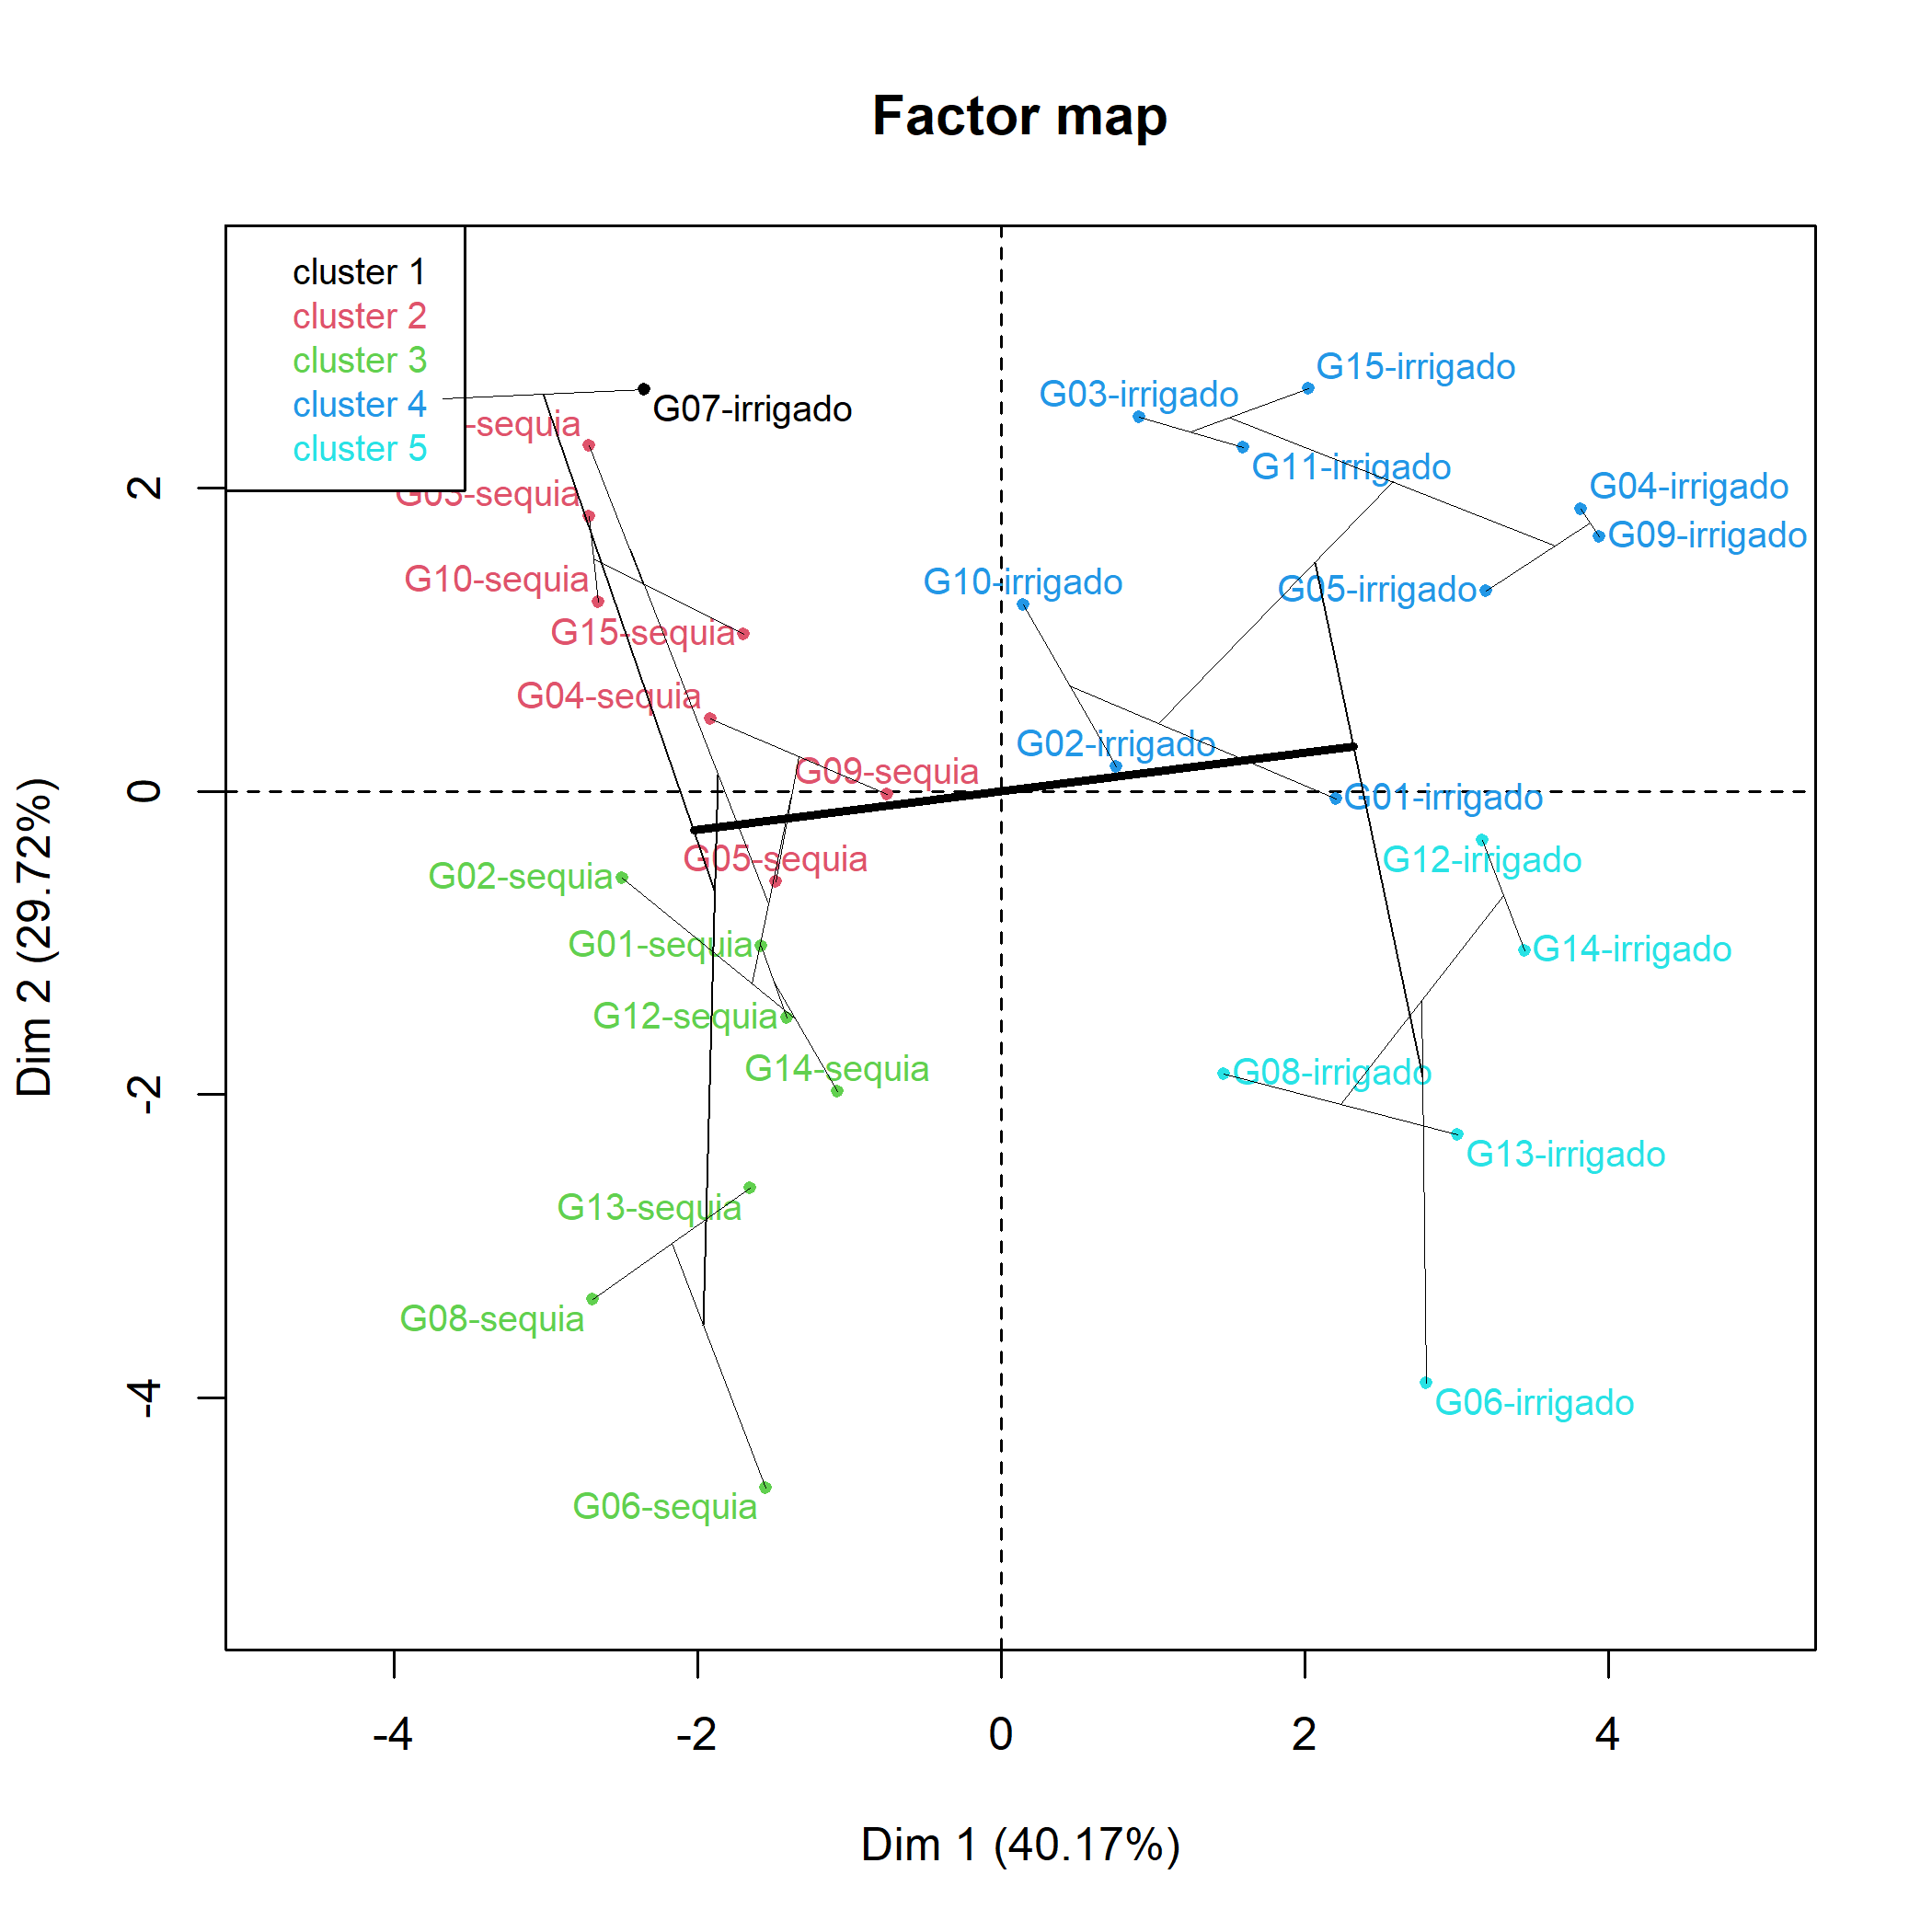 Factor map
cluster 1
cluster 2
cluster 3
cluster 4
cluster 5
G15-irrigado
G03-irrigado
G07-irrigado
-sequia
G11-irrigado
G04-irrigado
G03-sequia
G09-irrigado
G10-sequia
G10-irrigado
G05-irrigado
G15-sequia
G04-sequia
G02-irrigado
G09-sequia
G01-irrigado
G05-sequia
G12-irrigado
G02-sequia
G01-sequia
G14-irrigado
G12-sequia
G14-sequia
G08-irrigado
G13-irrigado
G13-sequia
G08-sequia
G06-irrigado
G06-sequia
2
0
-2
-4
Dim 2 (29.72%)
-4
-2
0
2
4
Dim 1 (40.17%)